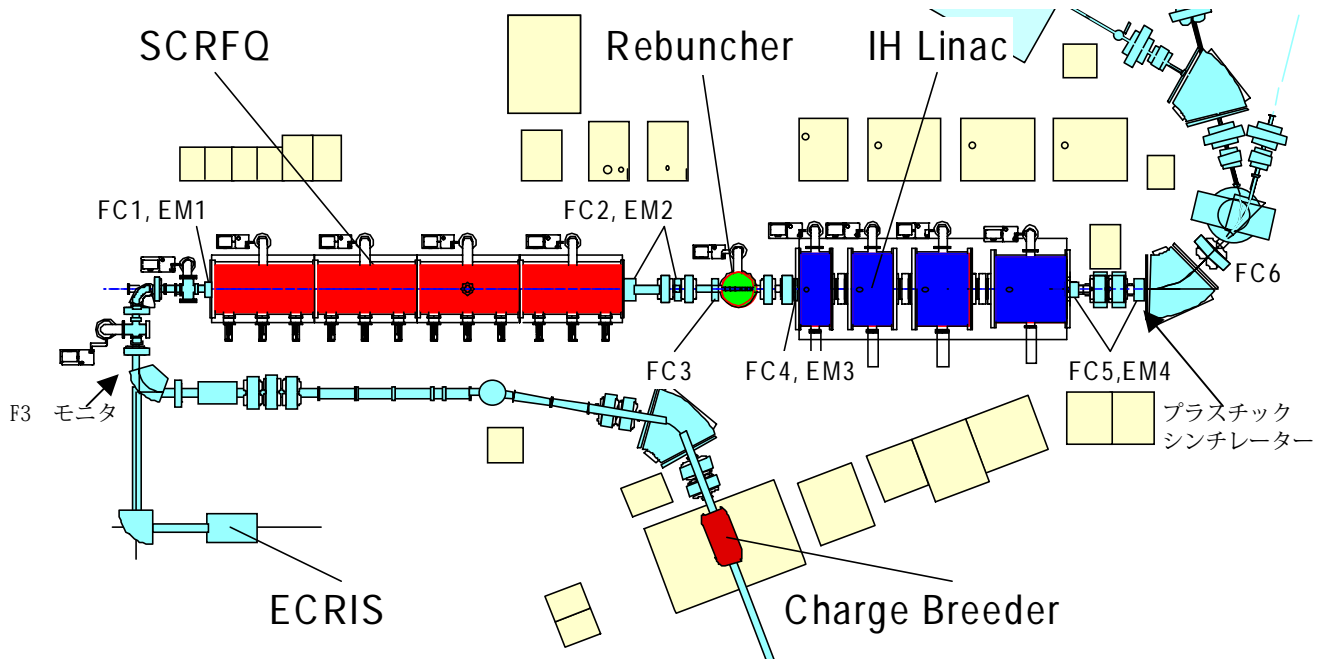 SCRFQ
Rebuncher
IH Linac
FC1, EM1
FC2, EM2
FC6
FC3
FC4, EM3
FC5,EM4
F3 モニタ
プラスチック
シンチレーター
ECRIS
Charge Breeder